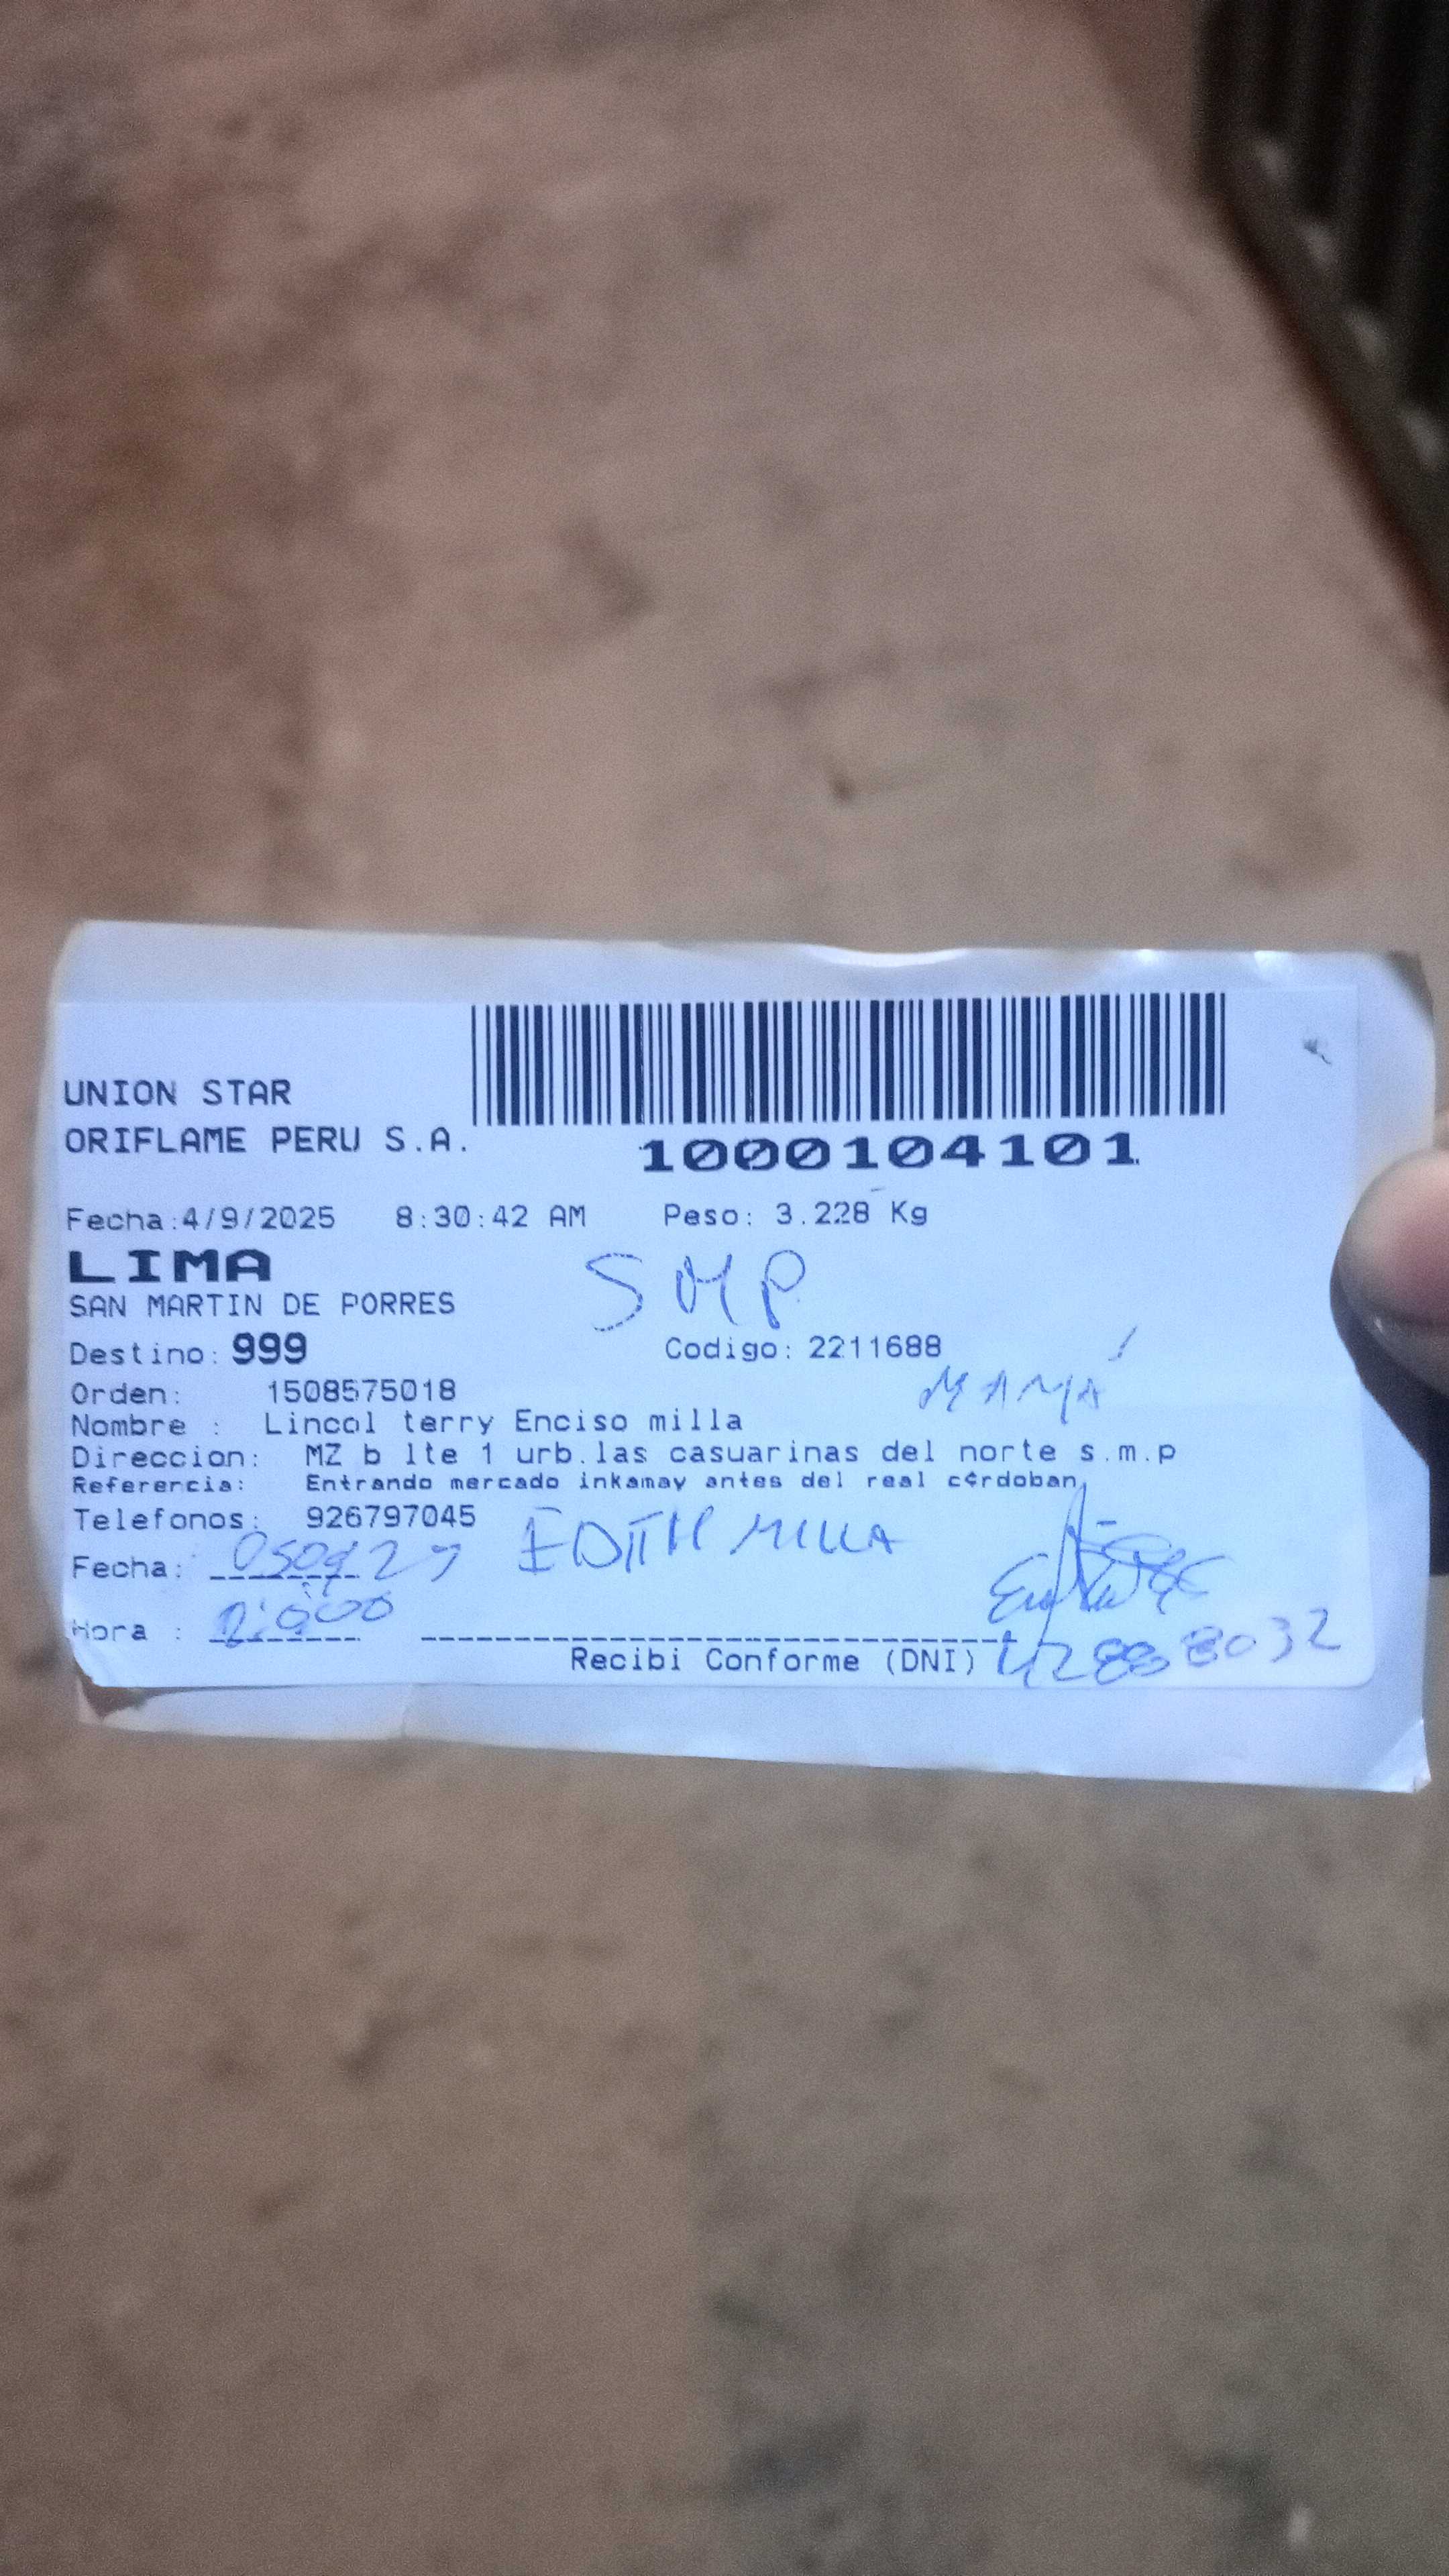 UNION STAR
ORIFLAME PERU S.A.
1000104101
Fecha:4/9/2025 8:30:42 AM Peso: 3.228 Kg
LIMA
SMP
SAN MARTIN DE PORRES
Destino: 999 Codigo: 2211688
MAMÁ
Orden: 1508575018
Nombre : Lincol terry Enciso milla
Direccion: MZ b lte 1 urb.las casuarinas del norte s.m.p
Referercia: Entrando mercado inkamay antes del real c¢rdoban
Telefonos: 926797045
EDITH MILLA
Fecha:
Hora :
Recibi Conforme (DNI)